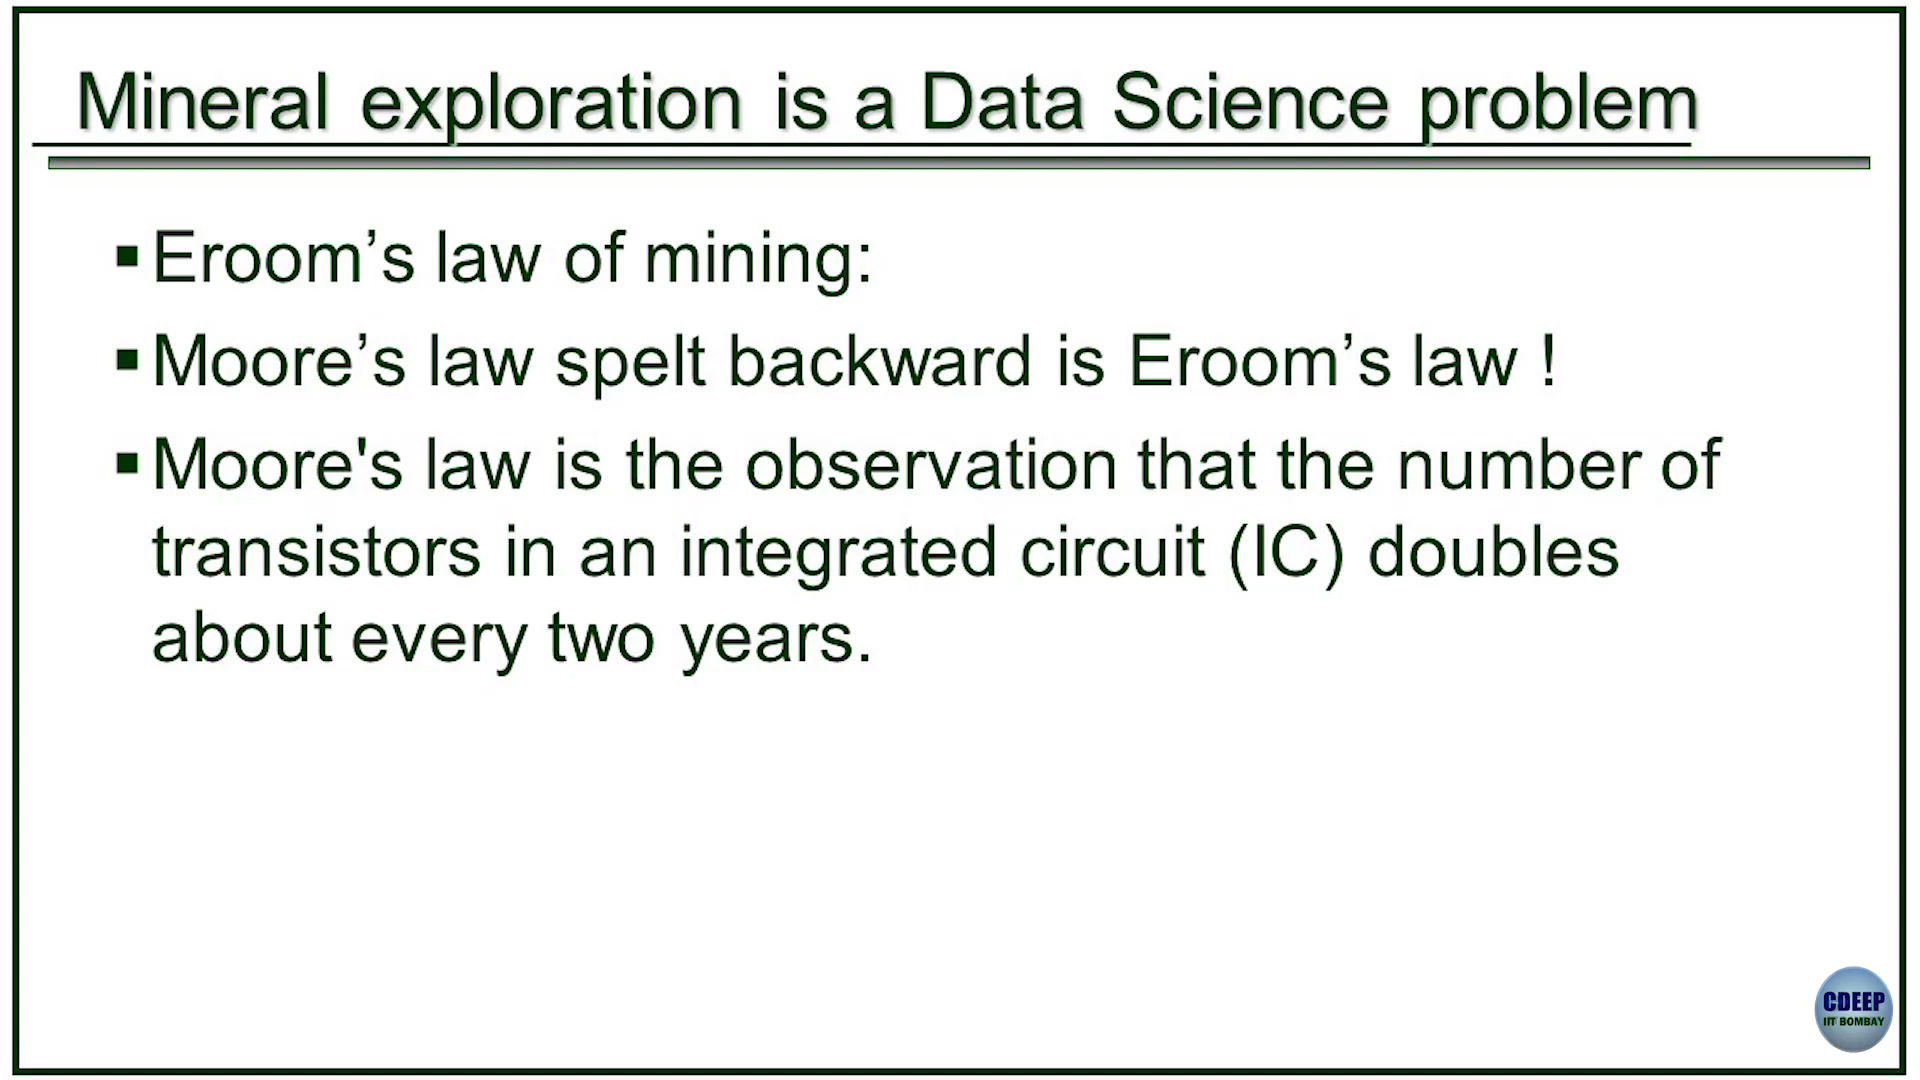 Mineral exploration is a Data Science problem
▪Eroom’s law of mining:
▪Moore’s law spelt backward is Eroom’s law !
▪Moore's law is the observation that the number of
transistors in an integrated circuit (IC) doubles
about every two years.
CDEEP
IIT BOMBAY